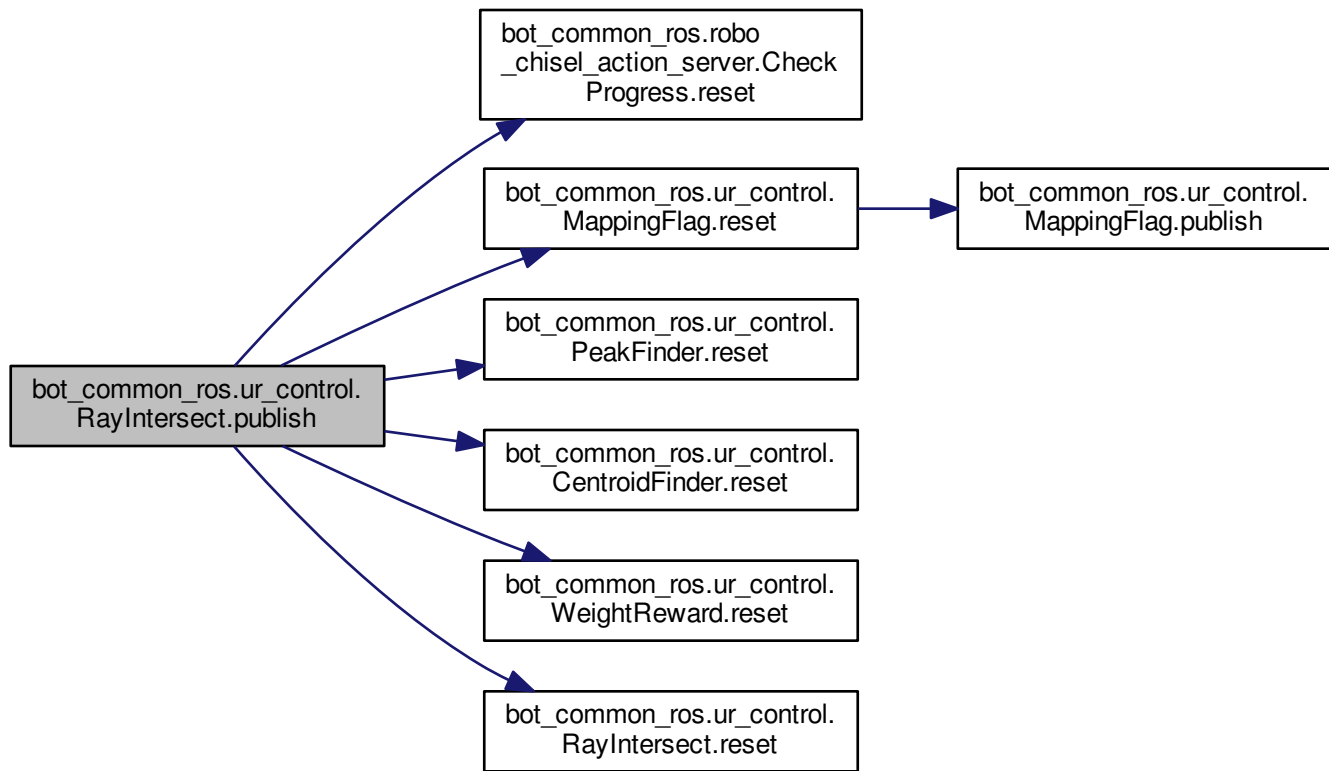 bot_common_ros.robo
_chisel_action_server.Check
Progress.reset
bot_common_ros.ur_control.
MappingFlag.reset
bot_common_ros.ur_control.
MappingFlag.publish
bot_common_ros.ur_control.
PeakFinder.reset
bot_common_ros.ur_control.
RayIntersect.publish
bot_common_ros.ur_control.
CentroidFinder.reset
bot_common_ros.ur_control.
WeightReward.reset
bot_common_ros.ur_control.
RayIntersect.reset